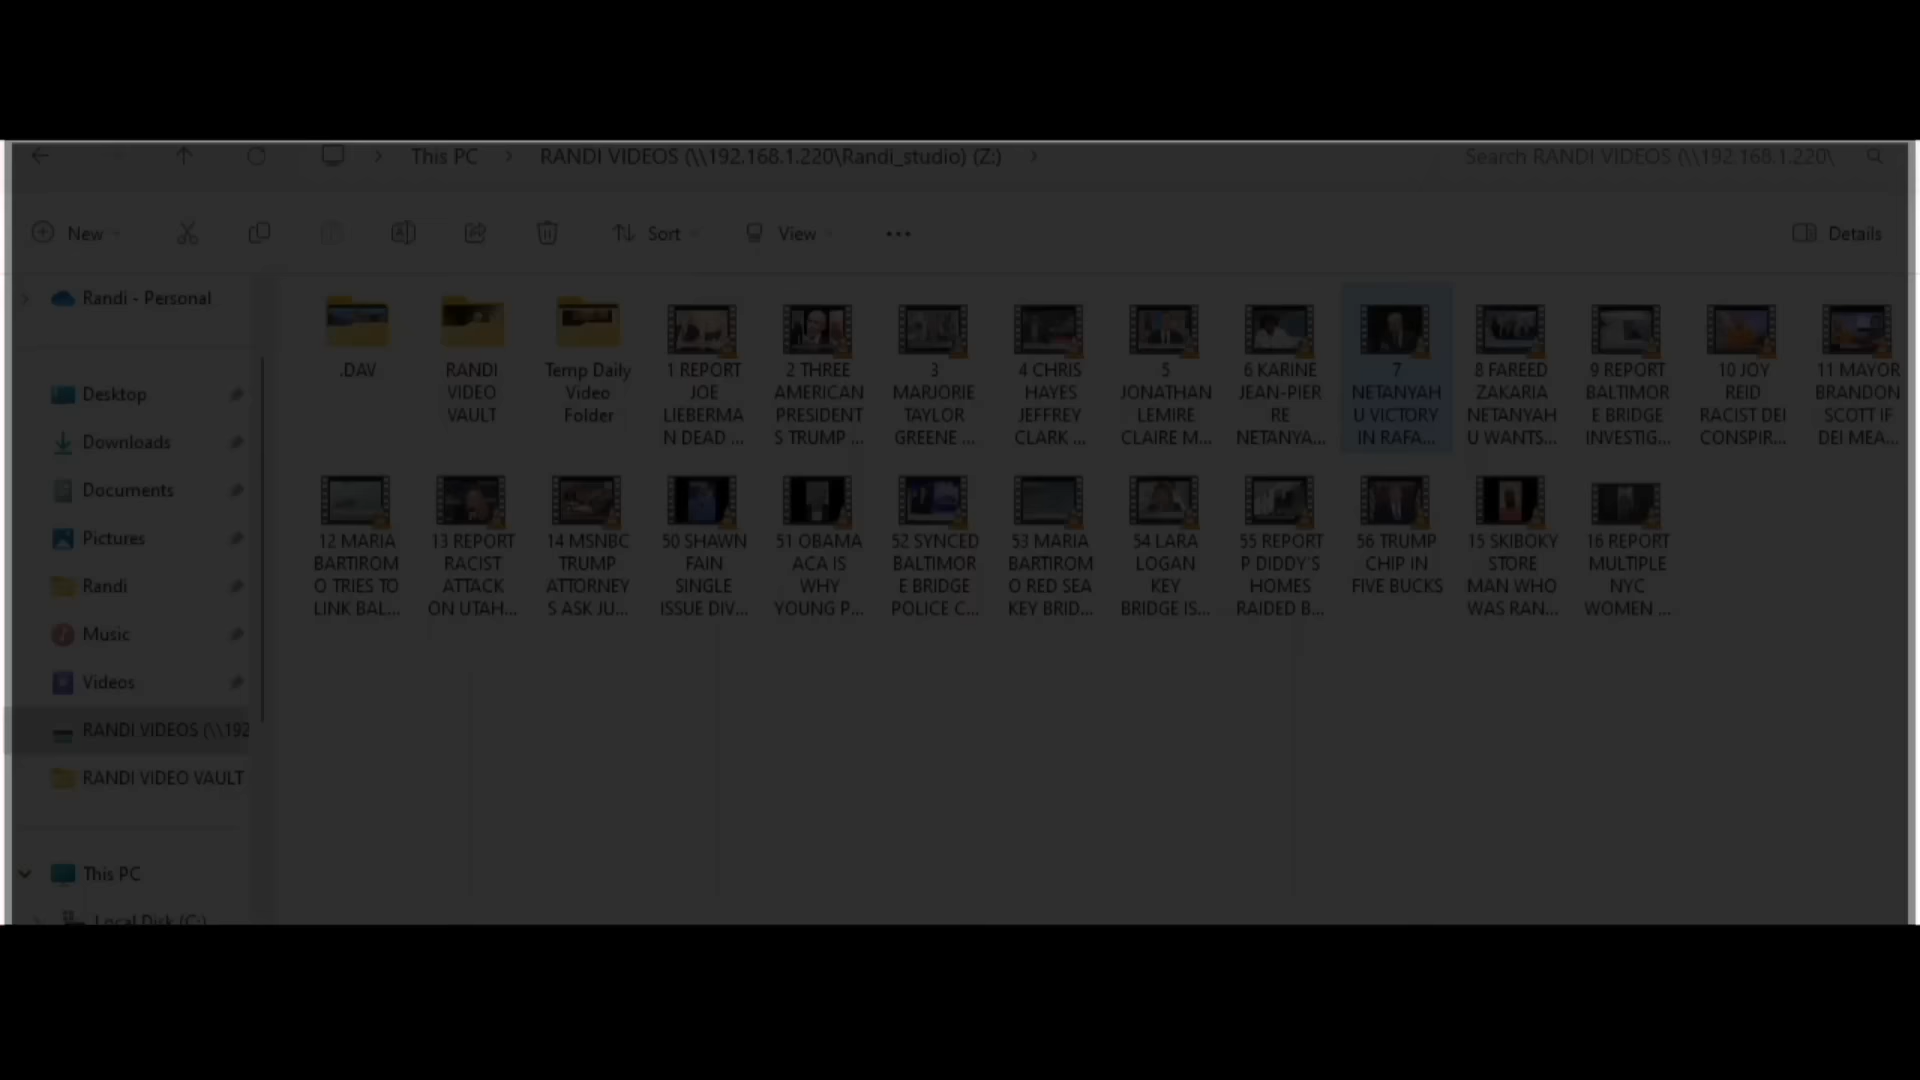 This PC > RANDI VIDEOS (\\192.168.1.220\Randi_studio) (Z:) >
Search RANDI VIDEOS (\\192.168.1.220\
New
Sort
View
Details
Randi - Personal
Desktop
Downloads
Documents
Pictures
Randi
Music
Videos
RANDI VIDEOS (\\192
RANDI VIDEO VAULT
This PC
Local Disk (C:)
.DAV
RANDI
VIDEO
VAULT
Temp Daily
Video
Folder
1 REPORT
JOE
LIEBERMA
N DEAD ...
2 THREE
AMERICAN
PRESIDENT
S TRUMP ...
3
MARJORIE
TAYLOR
GREENE ...
4 CHRIS
HAYES
JEFFREY
CLARK ...
5
JONATHAN
LEMIRE
CLAIRE M...
6 KARINE
JEAN-PIER
RE
NETANYA...
7
NETANYAH
U VICTORY
IN RAFA...
8 FAREED
ZAKARIA
NETANYAH
U WANTS...
9 REPORT
BALTIMOR
E BRIDGE
INVESTIG...
10 JOY
REID
RACIST DEI
CONSPIR...
11 MAYOR
BRANDON
SCOTT IF
DEI MEA...
12 MARIA
BARTIROM
O TRIES TO
LINK BAL...
13 REPORT
RACIST
ATTACK
ON UTAH...
14 MSNBC
TRUMP
ATTORNEY
S ASK JU...
50 SHAWN
FAIN
SINGLE
ISSUE DIV...
51 OBAMA
ACA IS
WHY
YOUNG P...
52 SYNCED
BALTIMOR
E BRIDGE
POLICE C...
53 MARIA
BARTIROM
O RED SEA
KEY BRID...
54 LARA
LOGAN
KEY
BRIDGE IS...
55 REPORT
P DIDDY'S
HOMES
RAIDED B...
56 TRUMP
CHIP IN
FIVE BUCKS
15 SKIBOKY
STORE
MAN WHO
WAS RAN...
16 REPORT
MULTIPLE
NYC
WOMEN ...